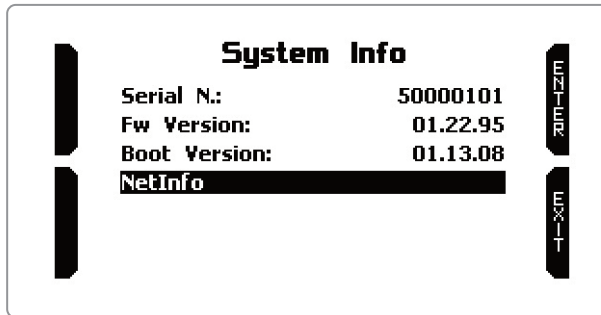 System Info
Serial N.: 50000101
Fw Version: 01.22.95
Boot Version: 01.13.08
NetInfo
ENTER
EXIT